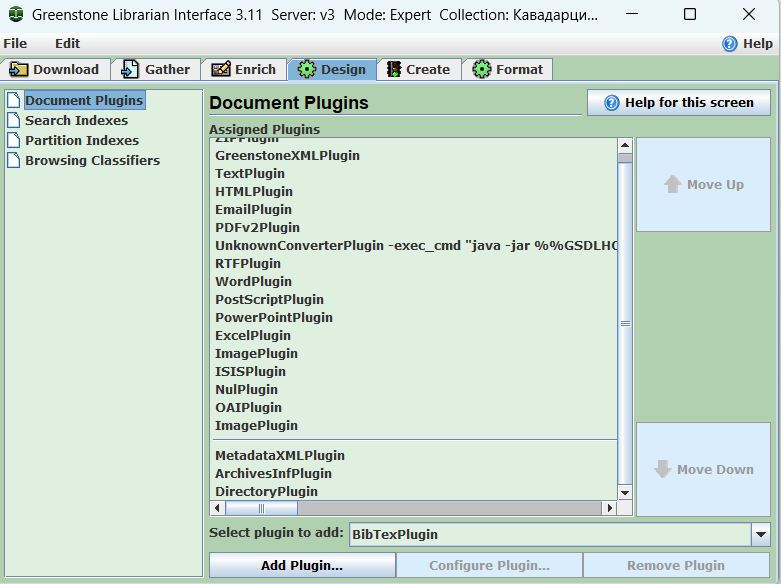 Greenstone Librarian Interface 3.11 Server: v3 Mode: Expert Collection: Кавадарци...
File Edit Help
Download Gather Enrich Design Create Format
Document Plugins
Search Indexes
Partition Indexes
Browsing Classifiers
Document Plugins
Help for this screen
Assigned Plugins
ZIPPlugin
GreenstoneXMLPlugin
TextPlugin
HTMLPlugin
EmailPlugin
PDFv2Plugin
UnknownConverterPlugin -exec_cmd "java -jar %%GSDLHO
RTFPlugin
WordPlugin
PostScriptPlugin
PowerPointPlugin
ExcelPlugin
ImagePlugin
ISISPlugin
NulPlugin
OAIPlugin
ImagePlugin
MetadataXMLPlugin
ArchivesInfPlugin
DirectoryPlugin
Move Up
Move Down
Select plugin to add: BibTexPlugin
Add Plugin... Configure Plugin... Remove Plugin